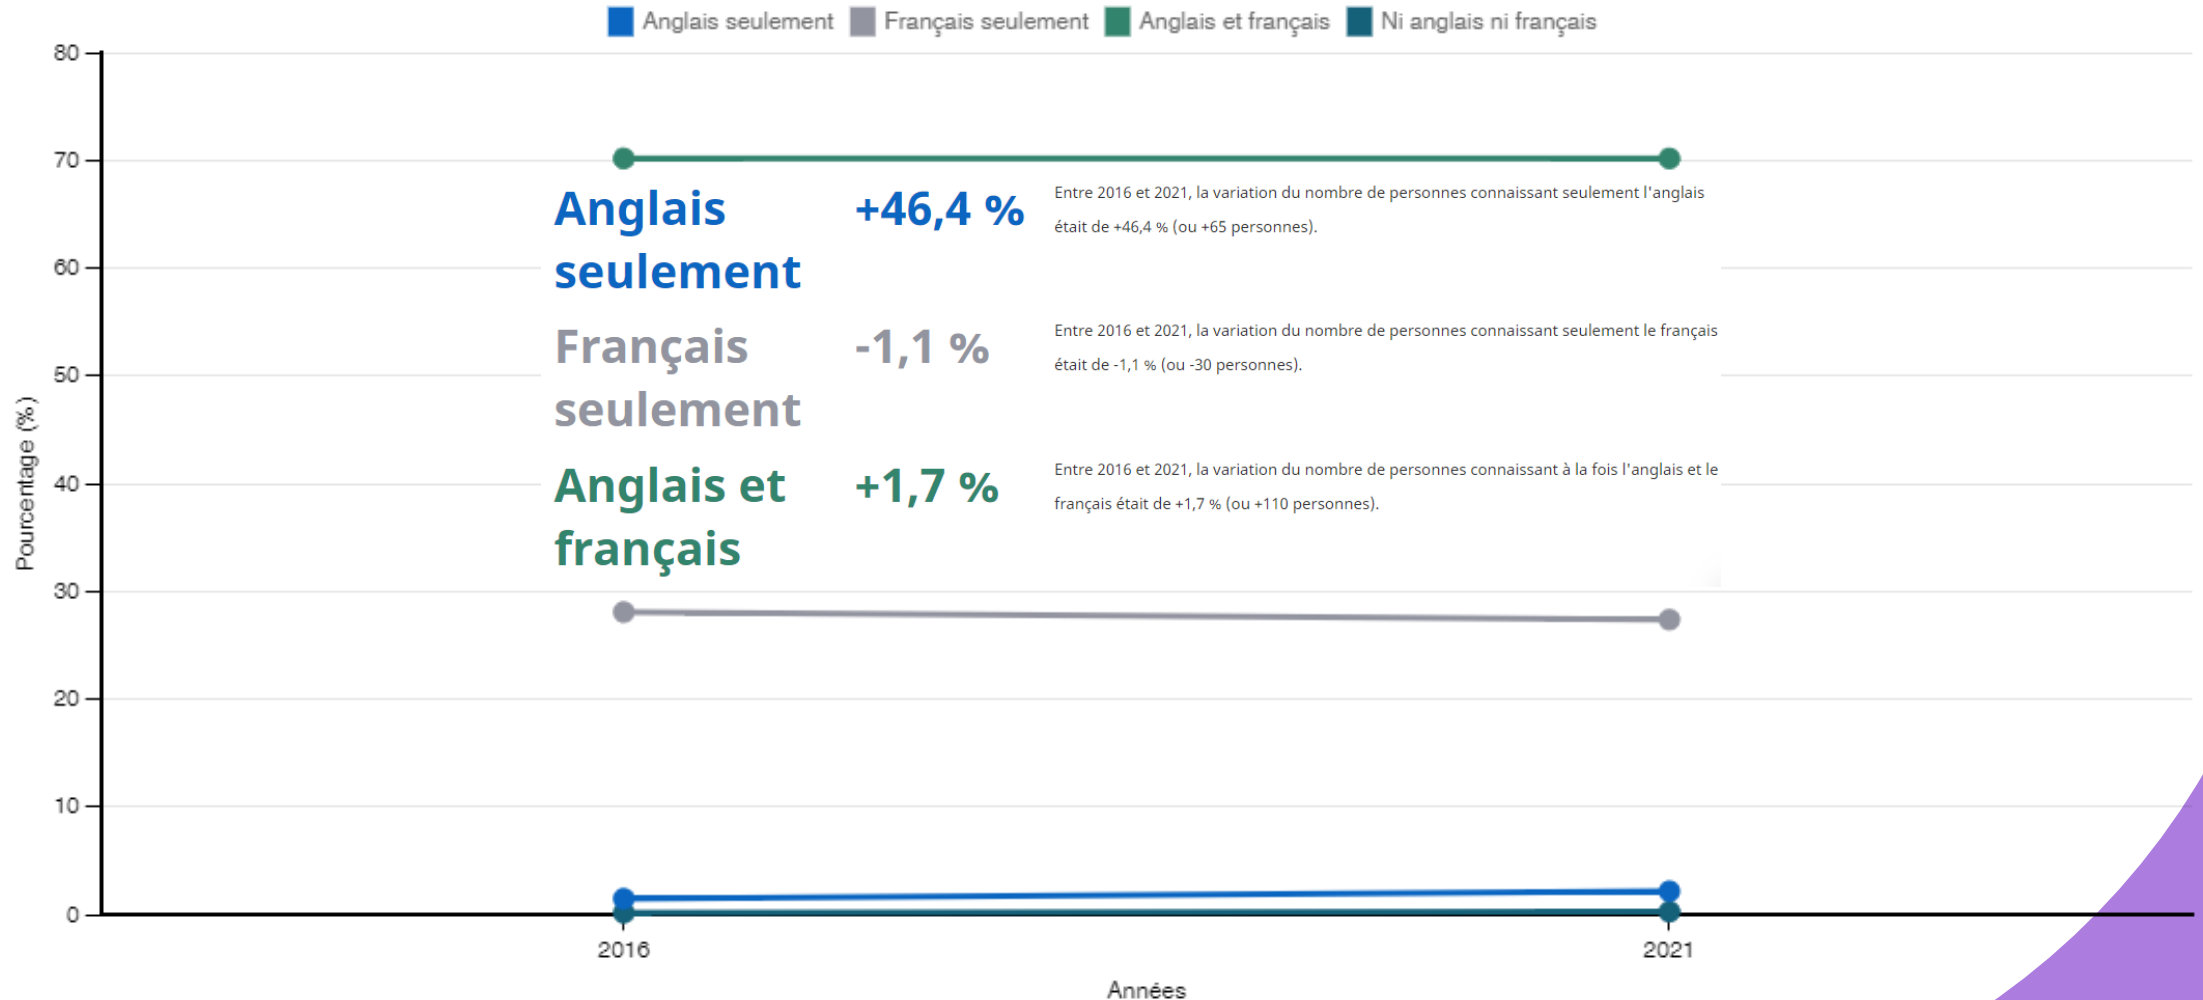 Anglais seulement Français seulement Anglais et français Ni anglais ni français
80
70
60
50
40
30
20
10
0
Pourcentage (%)
Anglais
seulement
+46,4 %
Entre 2016 et 2021, la variation du nombre de personnes connaissant seulement l'anglais
était de +46,4 % (ou +65 personnes).
Français
seulement
-1,1 %
Entre 2016 et 2021, la variation du nombre de personnes connaissant seulement le français
était de -1,1 % (ou -30 personnes).
Anglais et
français
+1,7 %
Entre 2016 et 2021, la variation du nombre de personnes connaissant à la fois l'anglais et le
français était de +1,7 % (ou +110 personnes).
2016 2021
Années